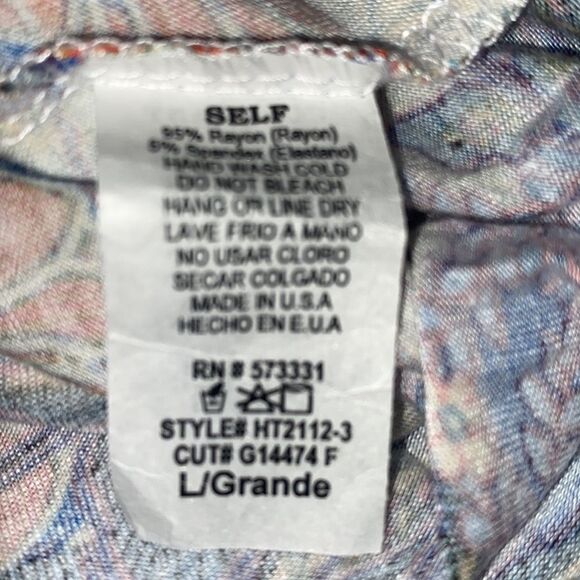 SELF
95% Rayon (Rayon)
5% Spandex (Elastano)
HAND WASH COLD
DO NOT BLEACH
HANG OR LINE DRY
LAVE FRIO A MANO
NO USAR CLORO
SECAR COLGADO
MADE IN U.S.A
HECHO EN E.U.A
RN # 573331
STYLE# HT2112-3
CUT# G14474 F
L/Grande